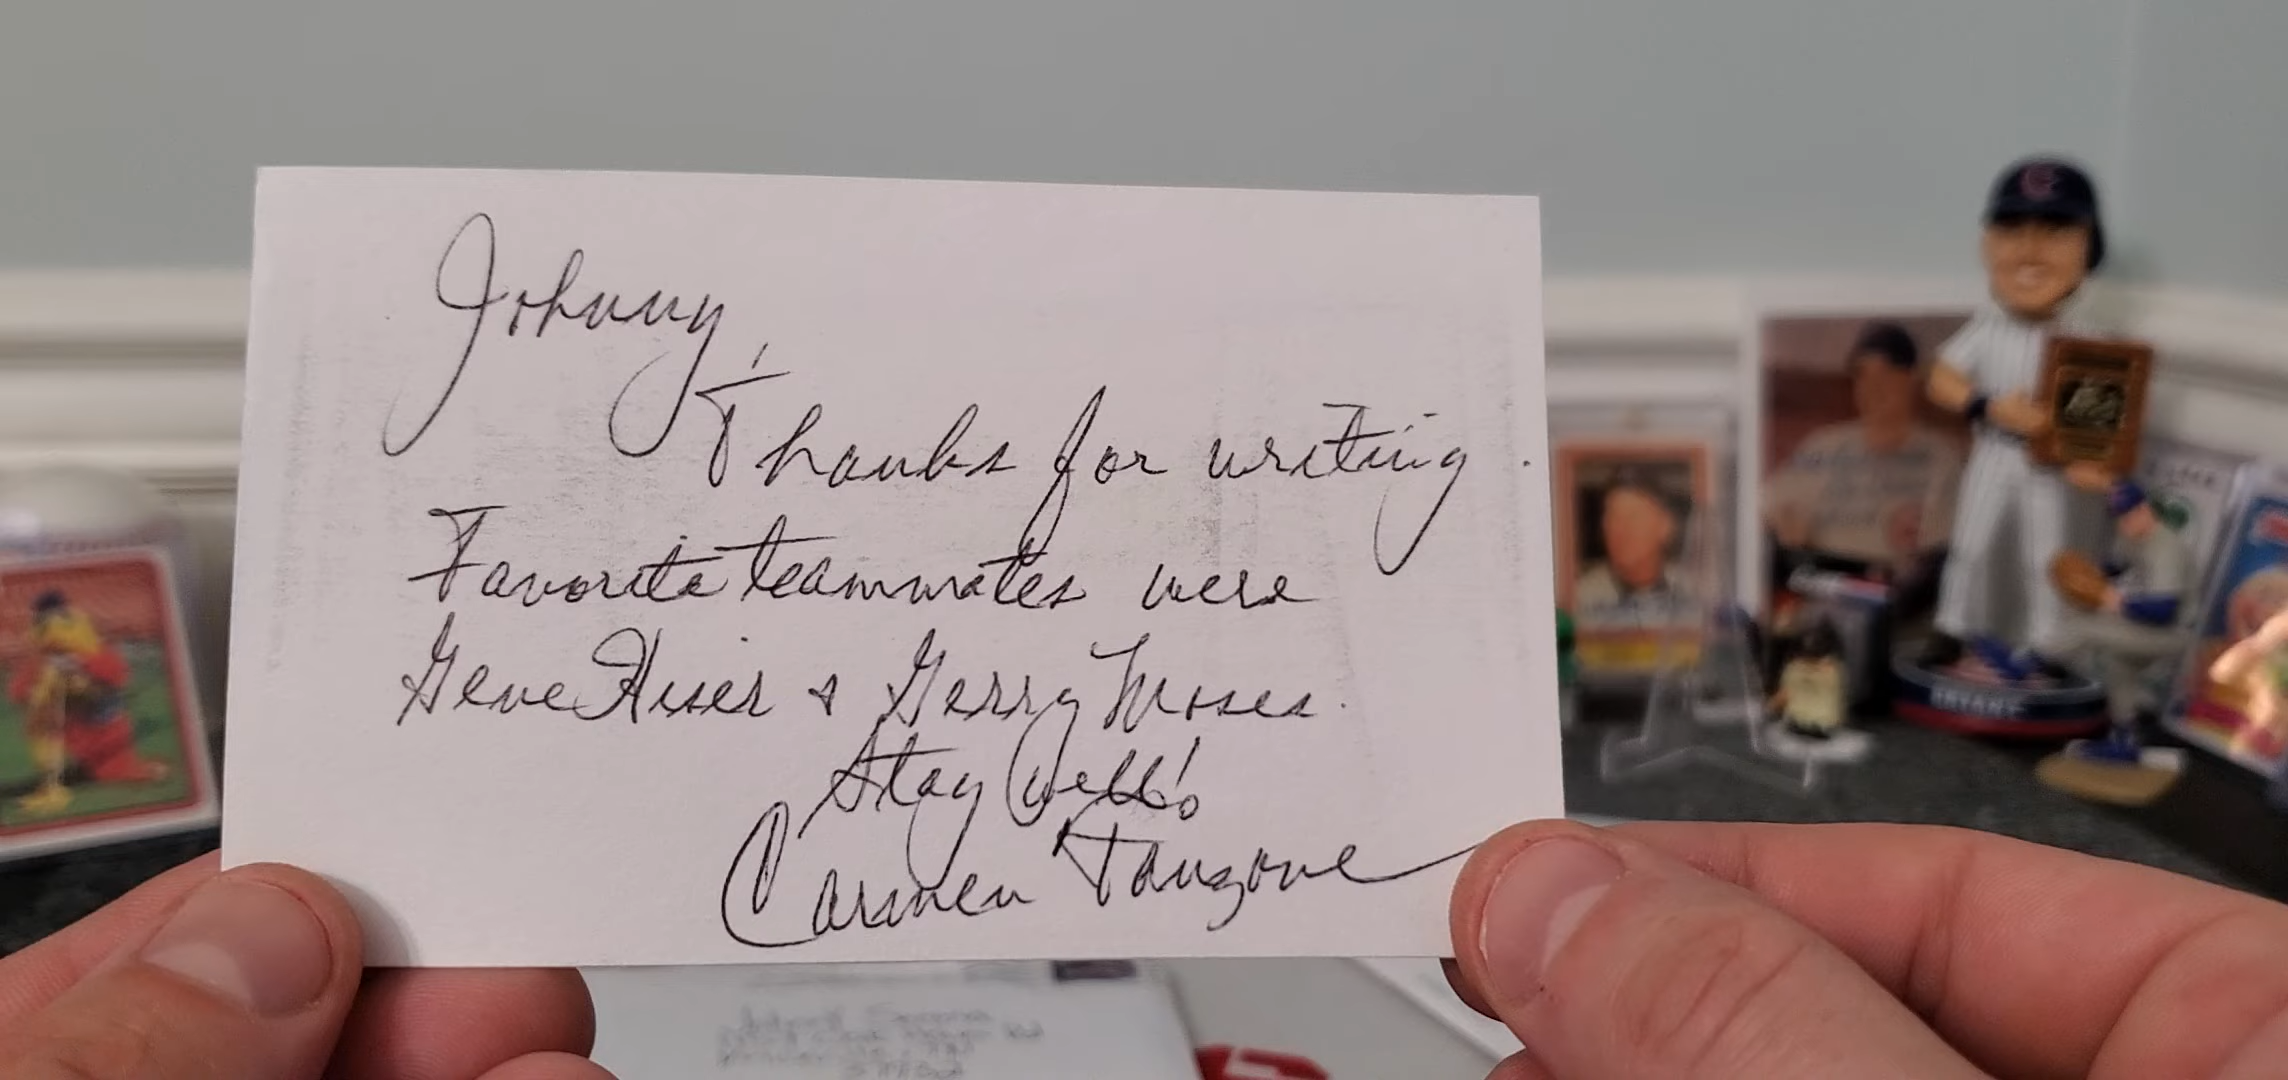 Johnny,
Thanks for writing.
Favorite teammates were
Gene Hiser & Gerry Moses.
Stay Well!
Carmen Fanzone